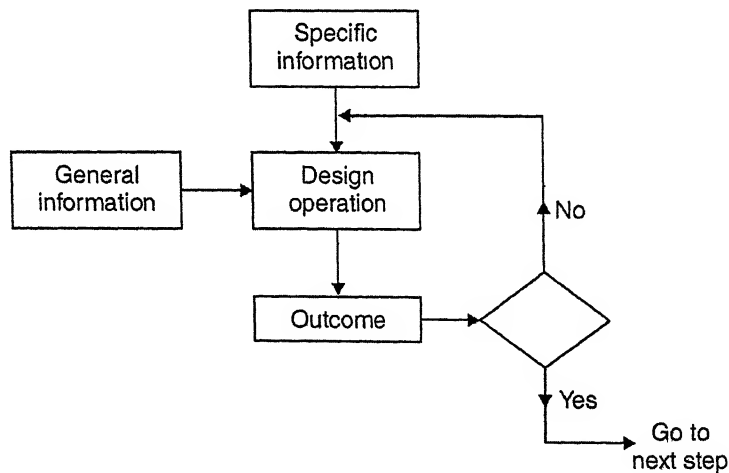 Specific
information
General
information
Design
operation
No
Outcome
Yes
Go to
next step